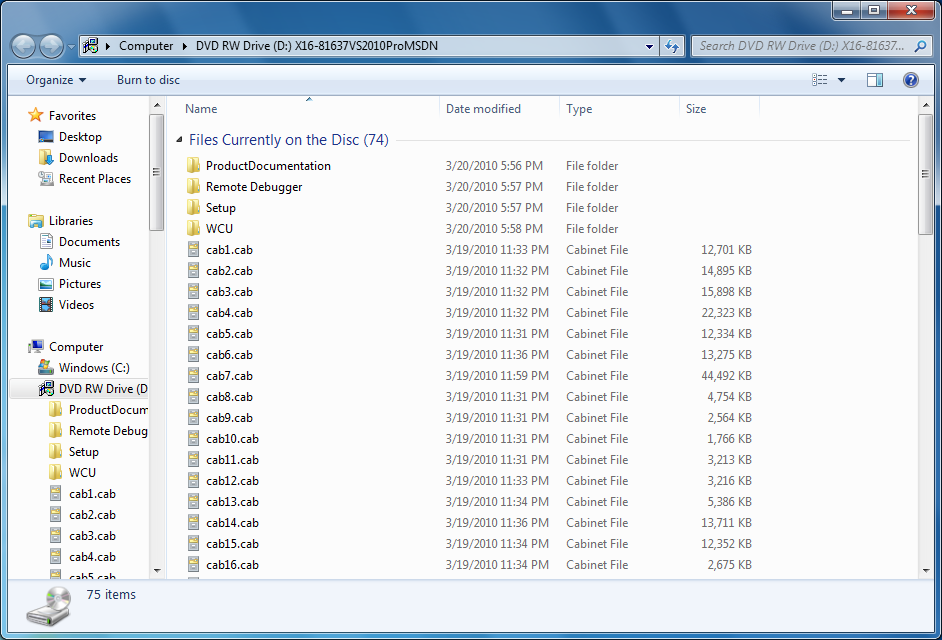 Computer DVD RW Drive (D:) X16-81637VS2010ProMSDN
Search DVD RW Drive (D:) X16-81637...
Organize Burn to disc
Favorites
Desktop
Downloads
Recent Places
Libraries
Documents
Music
Pictures
Videos
Computer
Windows (C:)
DVD RW Drive (D
ProductDocum
Remote Debug
Setup
WCU
cab1.cab
cab2.cab
cab3.cab
cab4.cab
cab5.cab
Name Date modified Type Size
Files Currently on the Disc (74)
ProductDocumentation 3/20/2010 5:56 PM File folder
Remote Debugger 3/20/2010 5:57 PM File folder
Setup 3/20/2010 5:57 PM File folder
WCU 3/20/2010 5:58 PM File folder
cab1.cab 3/19/2010 11:33 PM Cabinet File 12,701 KB
cab2.cab 3/19/2010 11:32 PM Cabinet File 14,895 KB
cab3.cab 3/19/2010 11:32 PM Cabinet File 15,898 KB
cab4.cab 3/19/2010 11:32 PM Cabinet File 22,323 KB
cab5.cab 3/19/2010 11:31 PM Cabinet File 12,334 KB
cab6.cab 3/19/2010 11:36 PM Cabinet File 13,275 KB
cab7.cab 3/19/2010 11:59 PM Cabinet File 44,492 KB
cab8.cab 3/19/2010 11:31 PM Cabinet File 4,754 KB
cab9.cab 3/19/2010 11:31 PM Cabinet File 2,564 KB
cab10.cab 3/19/2010 11:31 PM Cabinet File 1,766 KB
cab11.cab 3/19/2010 11:31 PM Cabinet File 3,213 KB
cab12.cab 3/19/2010 11:33 PM Cabinet File 3,216 KB
cab13.cab 3/19/2010 11:34 PM Cabinet File 5,386 KB
cab14.cab 3/19/2010 11:36 PM Cabinet File 13,711 KB
cab15.cab 3/19/2010 11:34 PM Cabinet File 12,352 KB
cab16.cab 3/19/2010 11:34 PM Cabinet File 2,675 KB
75 items